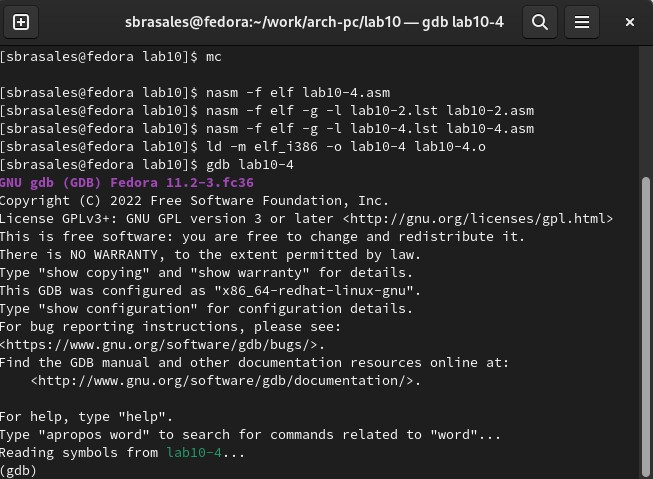 sbrasales@fedora:~/work/arch-pc/lab10 — gdb lab10-4
[sbrasales@fedora lab10]$ mc
[sbrasales@fedora lab10]$ nasm -f elf lab10-4.asm
[sbrasales@fedora lab10]$ nasm -f elf -g -l lab10-2.lst lab10-2.asm
[sbrasales@fedora lab10]$ nasm -f elf -g -l lab10-4.lst lab10-4.asm
[sbrasales@fedora lab10]$ ld -m elf_i386 -o lab10-4 lab10-4.o
[sbrasales@fedora lab10]$ gdb lab10-4
GNU gdb (GDB) Fedora 11.2-3.fc36
Copyright (C) 2022 Free Software Foundation, Inc.
License GPLv3+: GNU GPL version 3 or later <http://gnu.org/licenses/gpl.html>
This is free software: you are free to change and redistribute it.
There is NO WARRANTY, to the extent permitted by law.
Type "show copying" and "show warranty" for details.
This GDB was configured as "x86_64-redhat-linux-gnu".
Type "show configuration" for configuration details.
For bug reporting instructions, please see:
<https://www.gnu.org/software/gdb/bugs/>.
Find the GDB manual and other documentation resources online at:
    <http://www.gnu.org/software/gdb/documentation/>.
For help, type "help".
Type "apropos word" to search for commands related to "word"...
Reading symbols from lab10-4...
(gdb)